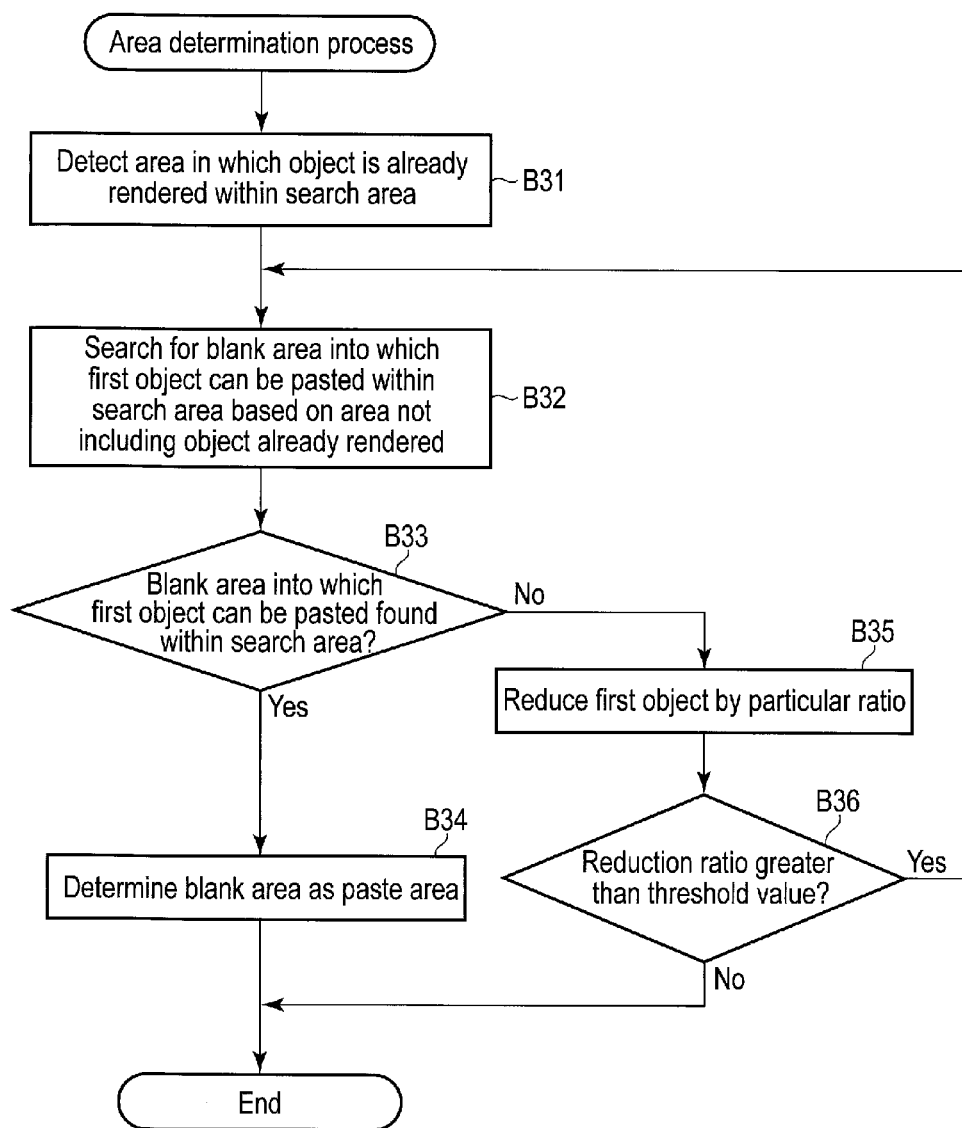 Area determination process
Detect area in which object is already
rendered within search area
B31
Search for blank area into which
first object can be pasted within
search area based on area not
including object already rendered
B32
B33
Blank area into which
first object can be pasted found
within search area?
No
Yes
B35
Reduce first object by particular ratio
B36
Reduction ratio greater
than threshold value?
Yes
No
B34
Determine blank area as paste area
End